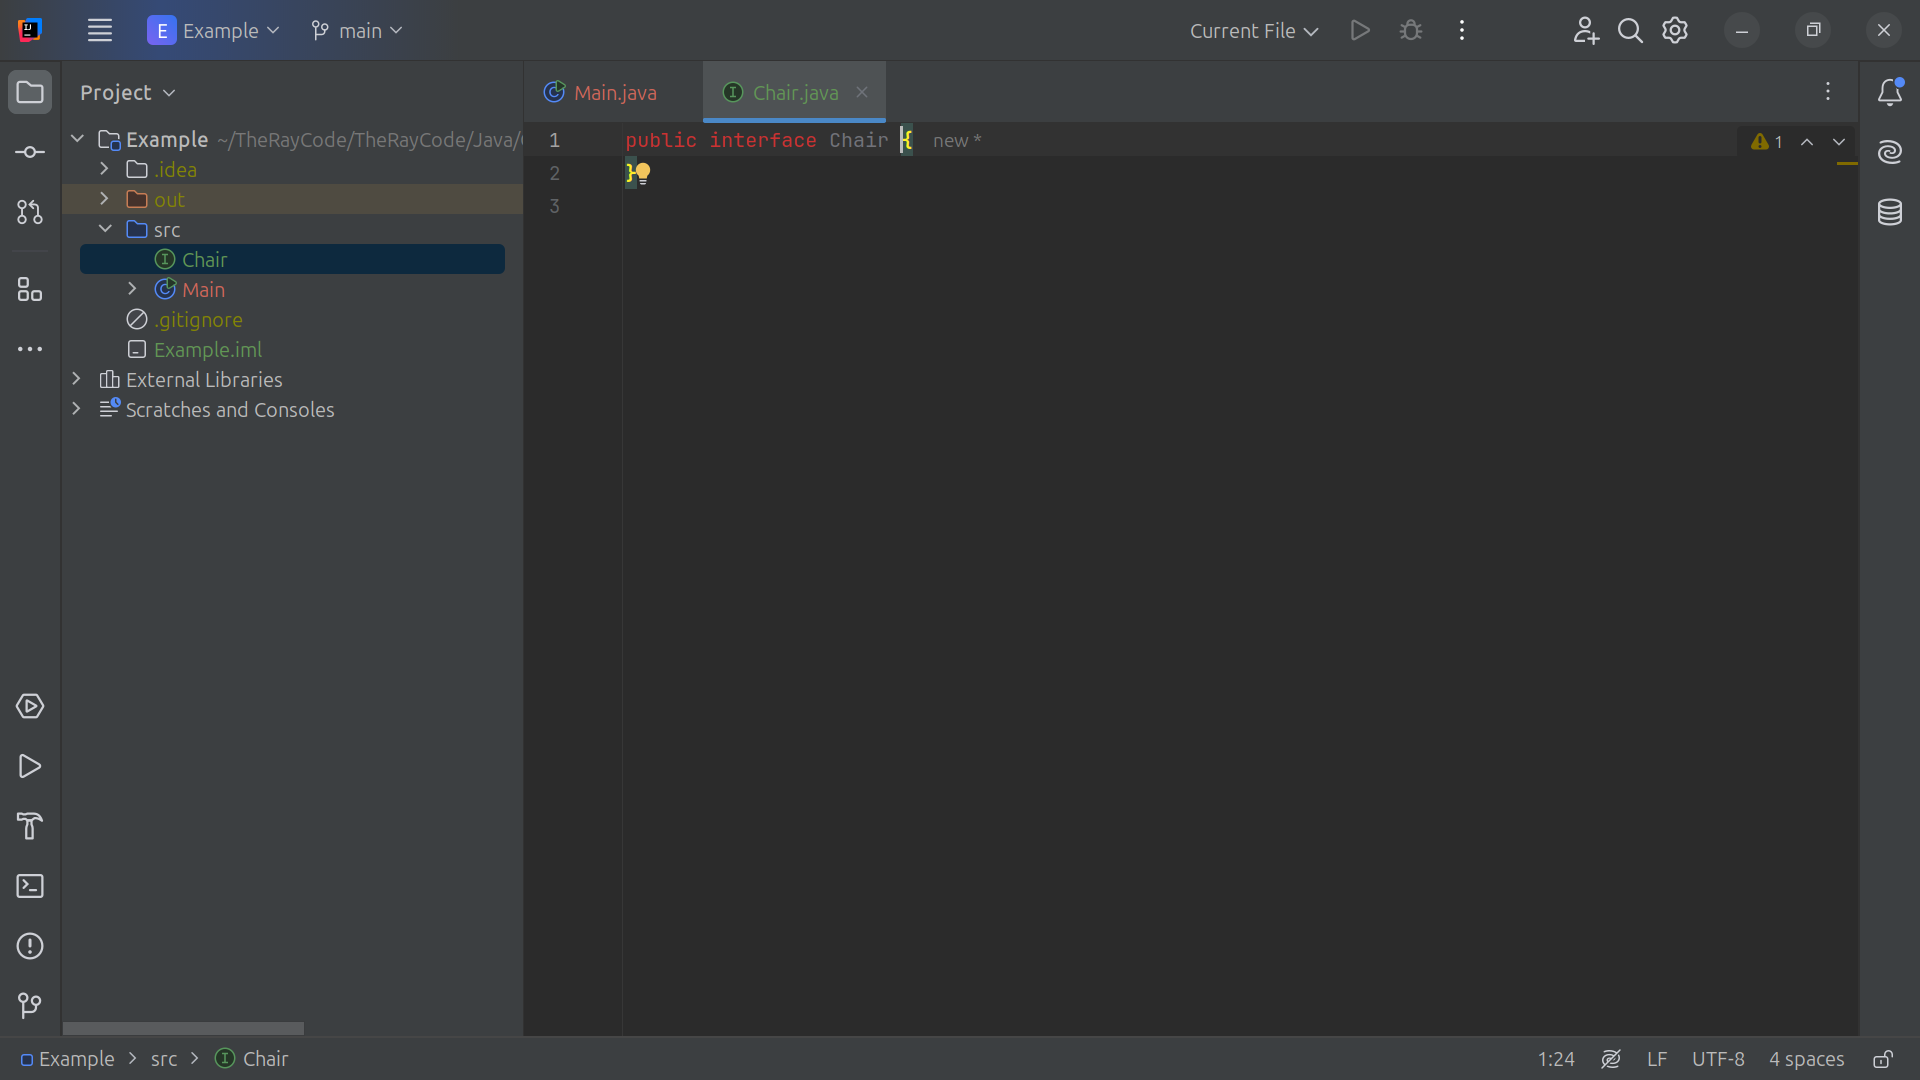 E Example main Current File
Project
Main.java Chair.java
Example ~/TheRayCode/TheRayCode/Java/
.idea
out
src
Chair
Main
.gitignore
Example.iml
External Libraries
Scratches and Consoles
1 public interface Chair { new *
2 }
3
1
Example > src > Chair
1:24 LF UTF-8 4 spaces